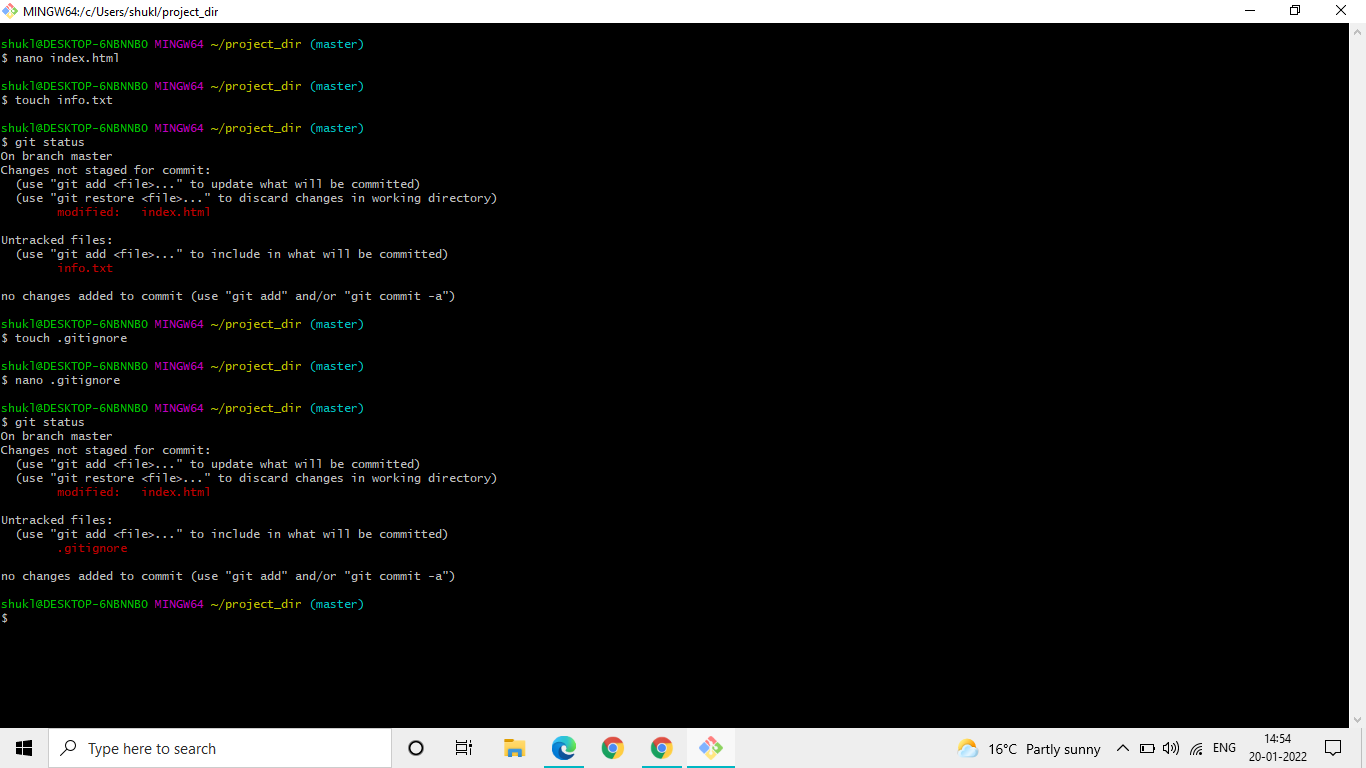 MINGW64:/c/Users/shukl/project_dir
shukl@DESKTOP-6NBNNBO MINGW64 ~/project_dir (master)
$ nano index.html
shukl@DESKTOP-6NBNNBO MINGW64 ~/project_dir (master)
$ touch info.txt
shukl@DESKTOP-6NBNNBO MINGW64 ~/project_dir (master)
$ git status
On branch master
Changes not staged for commit:
  (use "git add <file>..." to update what will be committed)
  (use "git restore <file>..." to discard changes in working directory)
        modified:   index.html
Untracked files:
  (use "git add <file>..." to include in what will be committed)
        info.txt
no changes added to commit (use "git add" and/or "git commit -a")
shukl@DESKTOP-6NBNNBO MINGW64 ~/project_dir (master)
$ touch .gitignore
shukl@DESKTOP-6NBNNBO MINGW64 ~/project_dir (master)
$ nano .gitignore
shukl@DESKTOP-6NBNNBO MINGW64 ~/project_dir (master)
$ git status
On branch master
Changes not staged for commit:
  (use "git add <file>..." to update what will be committed)
  (use "git restore <file>..." to discard changes in working directory)
        modified:   index.html
Untracked files:
  (use "git add <file>..." to include in what will be committed)
        .gitignore
no changes added to commit (use "git add" and/or "git commit -a")
shukl@DESKTOP-6NBNNBO MINGW64 ~/project_dir (master)
$
Type here to search
16°C Partly sunny
ENG
14:54
20-01-2022